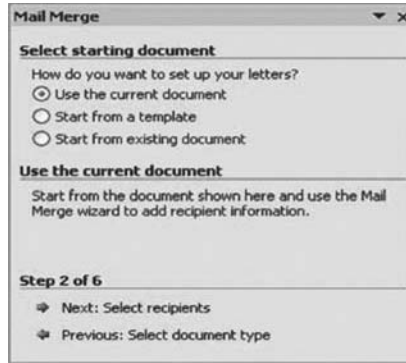 Mail Merge
Select starting document
How do you want to set up your letters?
Use the current document
Start from a template
Start from existing document
Use the current document
Start from the document shown here and use the Mail
Merge wizard to add recipient information.
Step 2 of 6
Next: Select recipients
Previous: Select document type